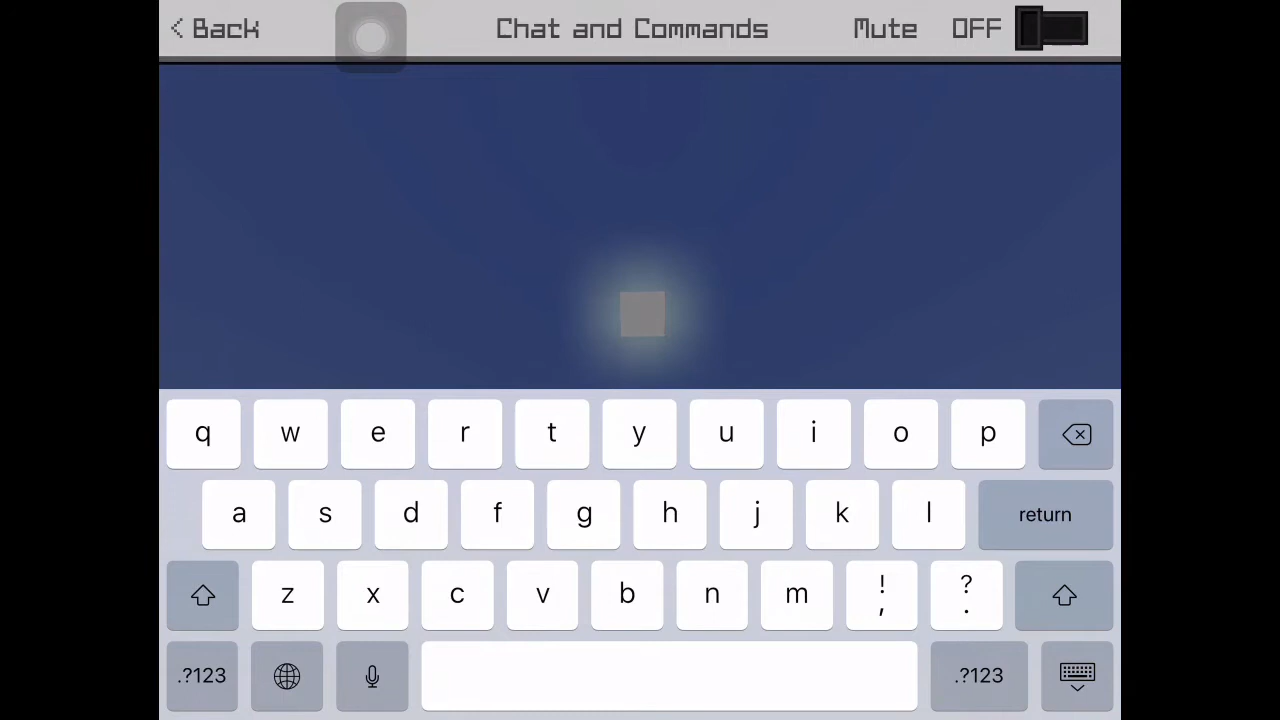 Back Chat and Commands Mute OFF
q w e r t y u i o p
a s d f g h j k l return
z x c v b n m ! , ? .
.?123 .?123